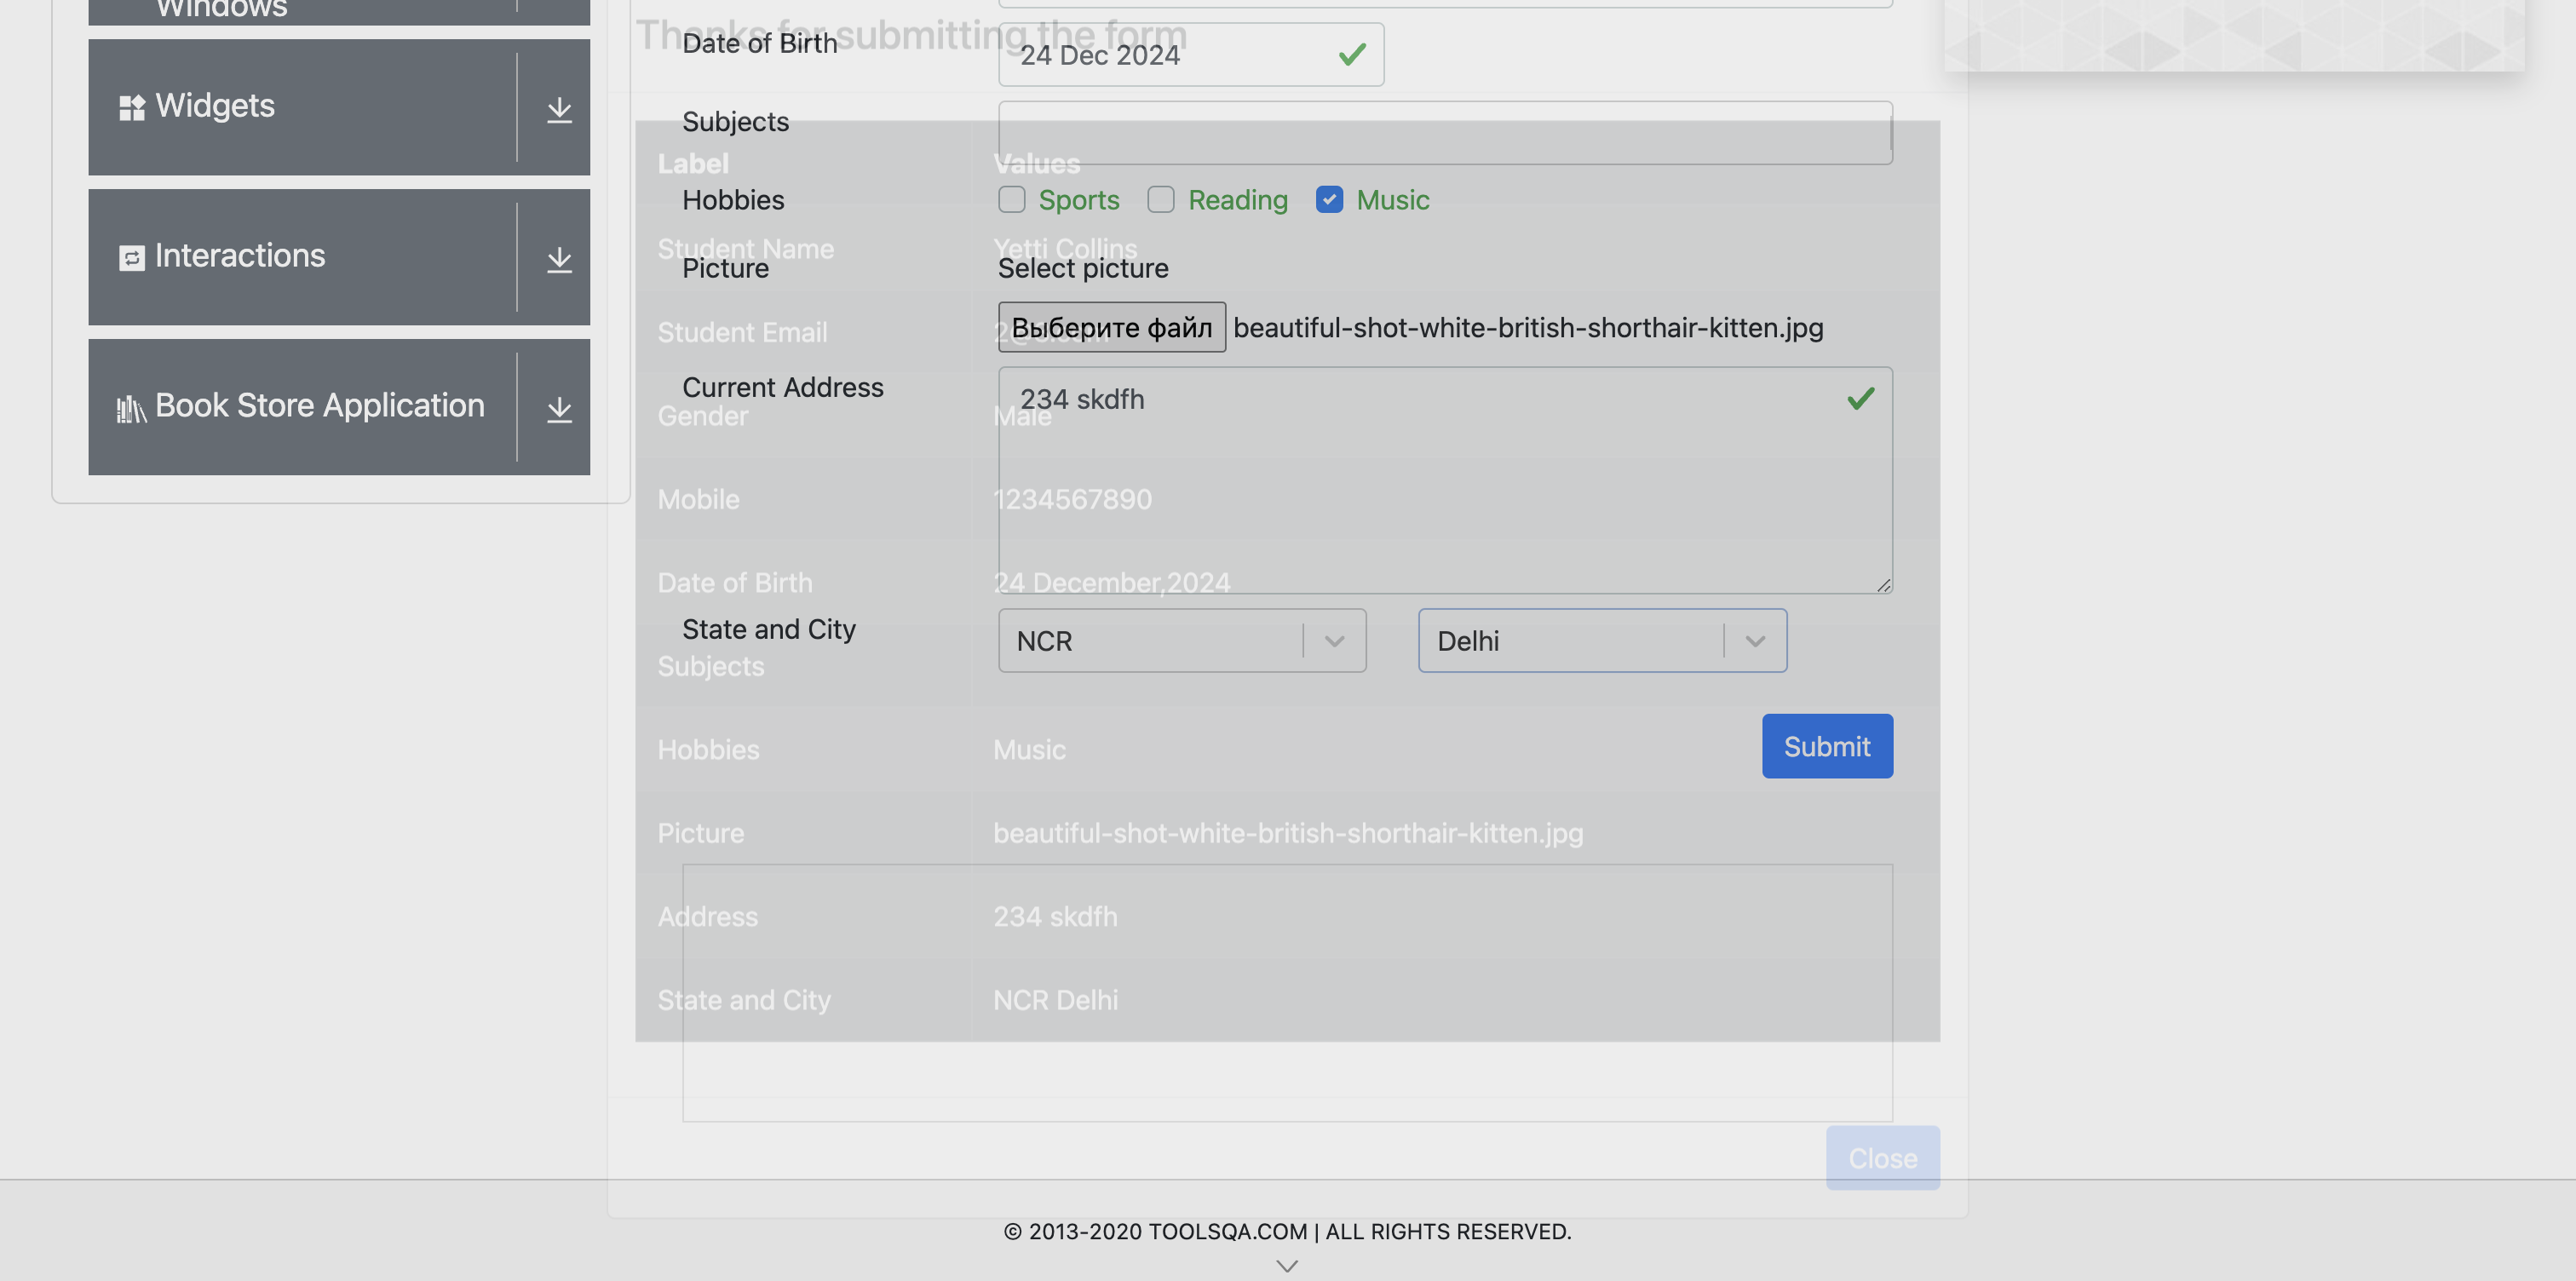 Windows
Widgets
Interactions
Book Store Application
Thanks for submitting the form
Date of Birth
24 Dec 2024
Subjects
Label Values
Hobbies
Sports Reading Music
Student Name Yetti Collins
Picture Select picture
Student Email
Выберите файл beautiful-shot-white-british-shorthair-kitten.jpg
Current Address 234 skdfh
Gender Male
Mobile 1234567890
Date of Birth 24 December,2024
State and City NCR Delhi
Subjects
Submit
Hobbies Music
Picture beautiful-shot-white-british-shorthair-kitten.jpg
Address 234 skdfh
State and City NCR Delhi
Close
© 2013-2020 TOOLSQA.COM | ALL RIGHTS RESERVED.